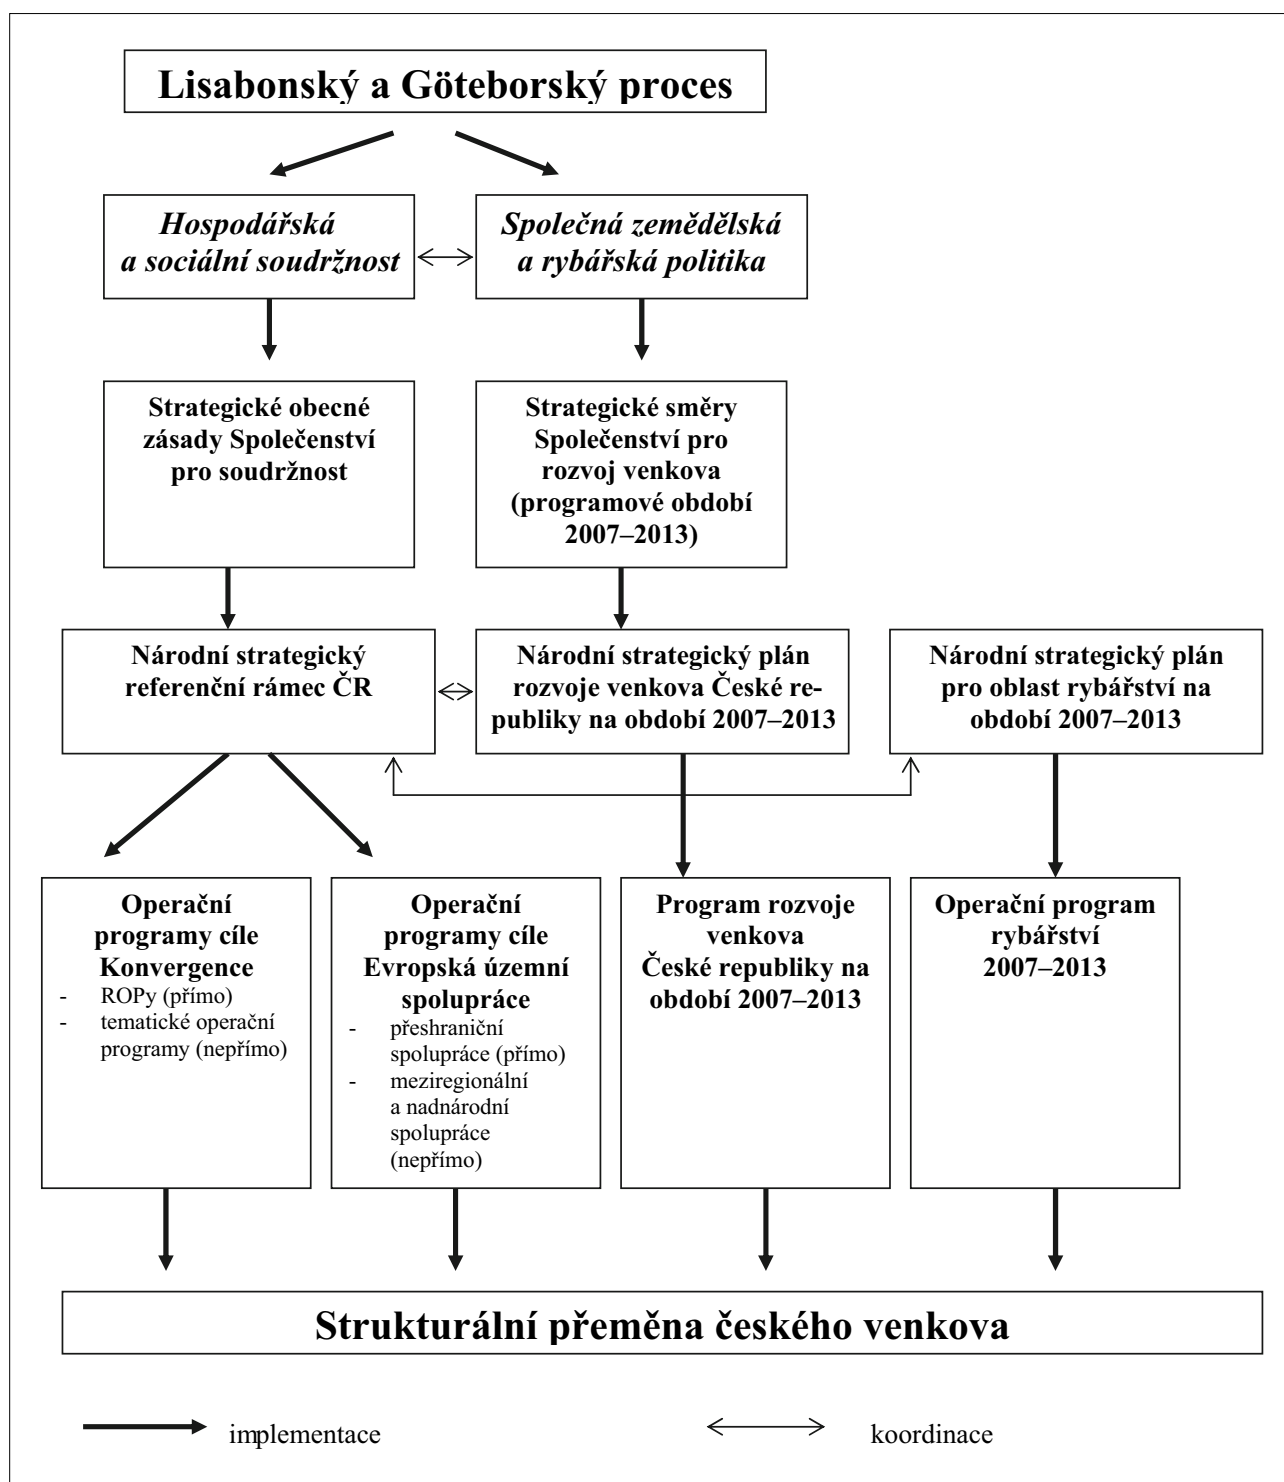 Lisabonský a Göteborský proces
Hospodářská
a sociální soudržnost
Společná zemědělská
a rybářská politika
Strategické obecné
zásady Společenství
pro soudržnost
Strategické směry
Společenství pro
rozvoj venkova
(programové období
2007–2013)
Národní strategický
referenční rámec ČR
Národní strategický plán
rozvoje venkova České re-
publiky na období 2007–2013
Národní strategický plán
pro oblast rybářství na
období 2007–2013
Operační
programy cíle
Konvergence
- ROPy (přímo)
- tematické operační
programy (nepřímo)
Operační
programy cíle
Evropská územní
spolupráce
- přeshraniční
spolupráce (přímo)
- meziregionální
a nadnárodní
spolupráce
(nepřímo)
Program rozvoje
venkova
České republiky na
období 2007–2013
Operační program
rybářství
2007–2013
Strukturální přeměna českého venkova
implementace
koordinace